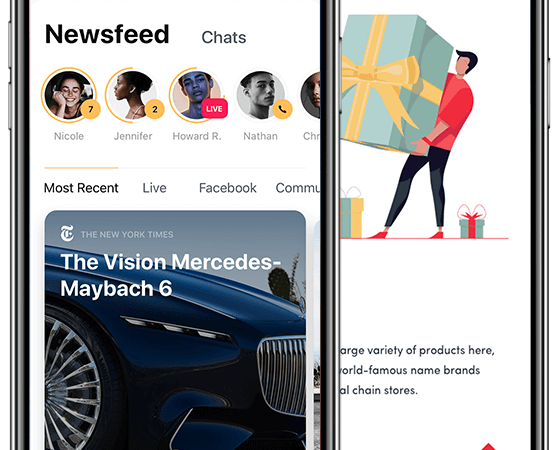 Newsfeed Chats
7 2 LIVE
Nicole Jennifer Howard R. Nathan Chr
Most Recent Live Facebook Commu
THE NEW YORK TIMES
The Vision Mercedes-
Maybach 6
arge variety of products here,
world-famous name brands
al chain stores.